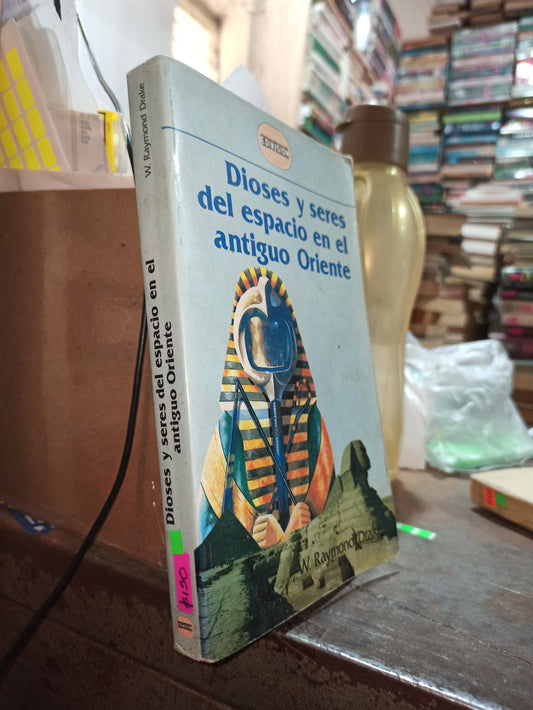 W. Raymond Drake
Dioses y seres del espacio en el
antiguo Oriente
$150
EDIVISION
Dioses y seres
del espacio en el
antiguo Oriente
W. Raymond Drake